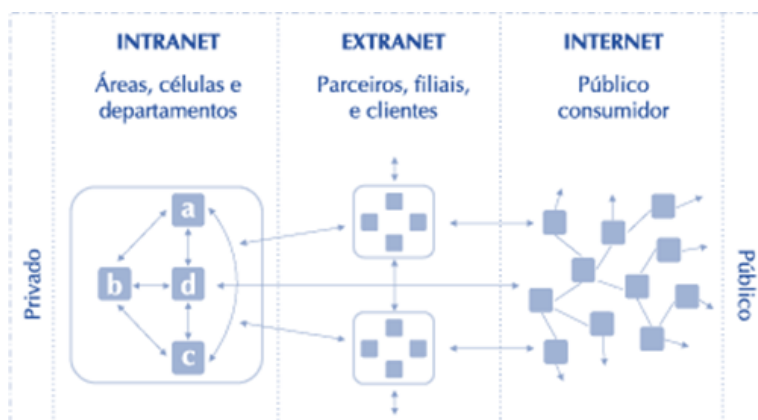 INTRANET
Áreas, células e
departamentos
EXTRANET
Parceiros, filiais,
e clientes
INTERNET
Público
consumidor
Privado
a
b
d
c
Público